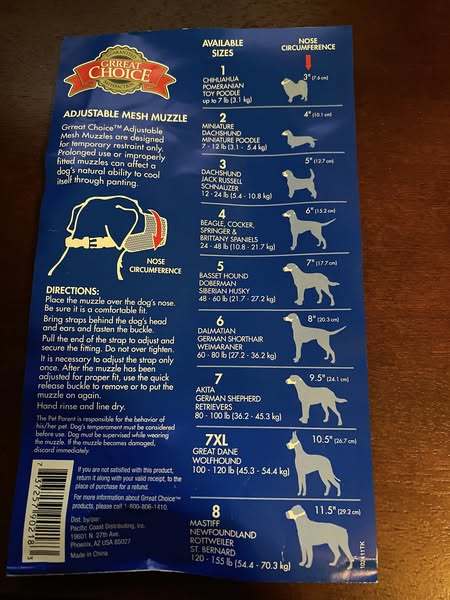 GUARANTEED
GRREAT
CHOICE
ADJUSTABLE MESH MUZZLE
Grreat Choice™ Adjustable
Mesh Muzzles are designed
for temporary restraint only.
Prolonged use or improperly
fitted muzzles can affect a
dog's natural ability to cool
itself through panting.
NOSE
CIRCUMFERENCE
DIRECTIONS:
Place the muzzle over the dog's nose.
Be sure it is a comfortable fit.
Bring straps behind the dog's head
and ears and fasten the buckle.
Pull the end of the strap to adjust and
secure the fitting. Do not over tighten.
It is necessary to adjust the strap only
once. After the muzzle has been
adjusted for proper fit, use the quick
release buckle to remove or to put the
muzzle on again.
Hand rinse and line dry.
The Pet Parent is responsible for the behavior of
his/her pet. Dog's temperament must be considered
before use. Dog must be supervised while wearing
the muzzle. If the muzzle becomes damaged,
discard immediately.
If you are not satisfied with this product,
return it along with your valid receipt, to the
place of purchase for a refund.
For more information about Grreat Choice™
products, please call 1-800-806-1410.
Dist. by/par:
Pacific Coast Distributing, Inc.
19601 N. 27th Ave.
Phoenix, AZ USA 85027
Made in China
AVAILABLE
SIZES
NOSE
CIRCUMFERENCE
1
CHIHUAHUA
POMERANIAN
TOY POODLE
up to 7 lb (3.1 kg)
3" (7.6 cm)
2
MINIATURE
DACHSHUND
MINIATURE POODLE
7 - 12 lb (3.1 - 5.4 kg)
4" (10.1 cm)
3
DACHSHUND
JACK RUSSELL
SCHNAUZER
12 - 24 lb (5.4 - 10.8 kg)
5" (12.7 cm)
4
BEAGLE, COCKER,
SPRINGER &
BRITTANY SPANIELS
24 - 48 lb (10.8 - 21.7 kg)
6" (15.2 cm)
5
BASSET HOUND
DOBERMAN
SIBERIAN HUSKY
48 - 60 lb (21.7 - 27.2 kg)
7" (17.7 cm)
6
DALMATIAN
GERMAN SHORTHAIR
WEIMARANER
60 - 80 lb (27.2 - 36.2 kg)
8" (20.3 cm)
7
AKITA
GERMAN SHEPHERD
RETRIEVERS
80 - 100 lb (36.2 - 45.3 kg)
9.5" (24.1 cm)
7XL
GREAT DANE
WOLFHOUND
100 - 120 lb (45.3 - 54.4 kg)
10.5" (26.7 cm)
8
MASTIFF
NEWFOUNDLAND
ROTTWEILER
ST. BERNARD
120 - 155 lb (54.4 - 70.3 kg)
11.5" (29.2 cm)